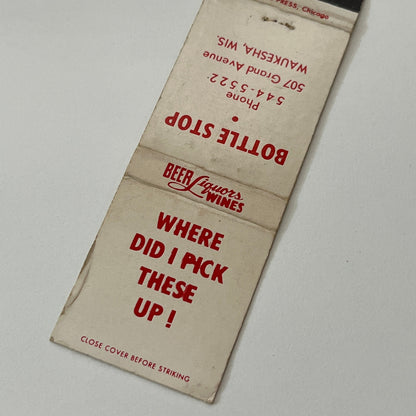 PRESS, Chicago
BOTTLE STOP
•
Phone
544-5522
507 Grand Avenue
WAUKESHA, WIS.
BEER Liquors WINES
WHERE
DID I PICK
THESE
UP!
CLOSE COVER BEFORE STRIKING